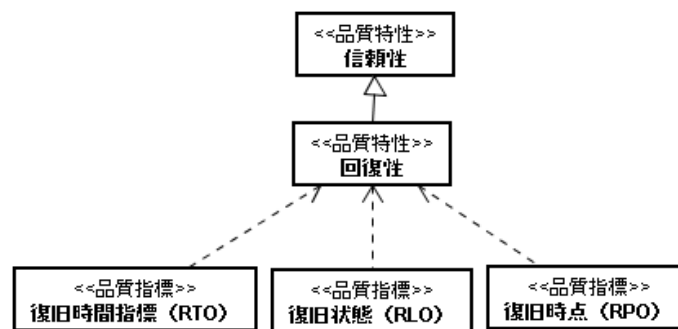 <<品質特性>>
信頼性
<<品質特性>>
回復性
<<品質指標>>
復旧時間指標（RTO）
<<品質指標>>
復旧状態（RLO）
<<品質指標>>
復旧時点（RPO）